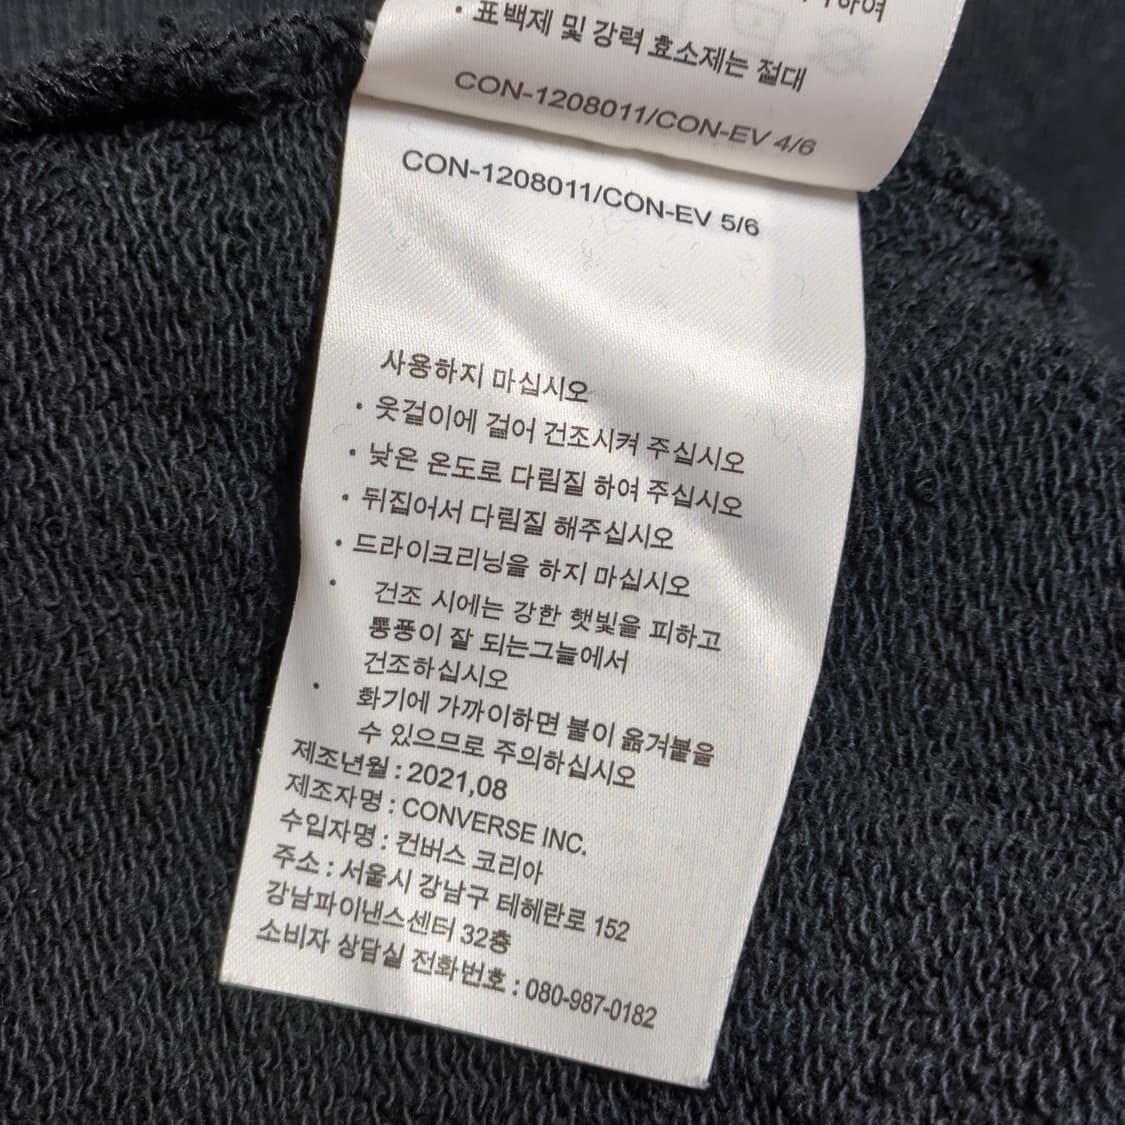 하여
· 표백제 및 강력 효소제는 절대
CON-1208011/CON-EV 4/6
CON-1208011/CON-EV 5/6
사용하지 마십시오
· 옷걸이에 걸어 건조시켜 주십시오
· 낮은 온도로 다림질 하여 주십시오
· 뒤집어서 다림질 해주십시오
· 드라이크리닝을 하지 마십시오
· 건조 시에는 강한 햇빛을 피하고
통풍이 잘 되는그늘에서
건조하십시오
· 화기에 가까이하면 불이 옮겨붙을
수 있으므로 주의하십시오
제조년월 : 2021,08
제조자명 : CONVERSE INC.
수입자명 : 컨버스 코리아
주소 : 서울시 강남구 테헤란로 152
강남파이낸스센터 32층
소비자 상담실 전화번호 : 080-987-0182